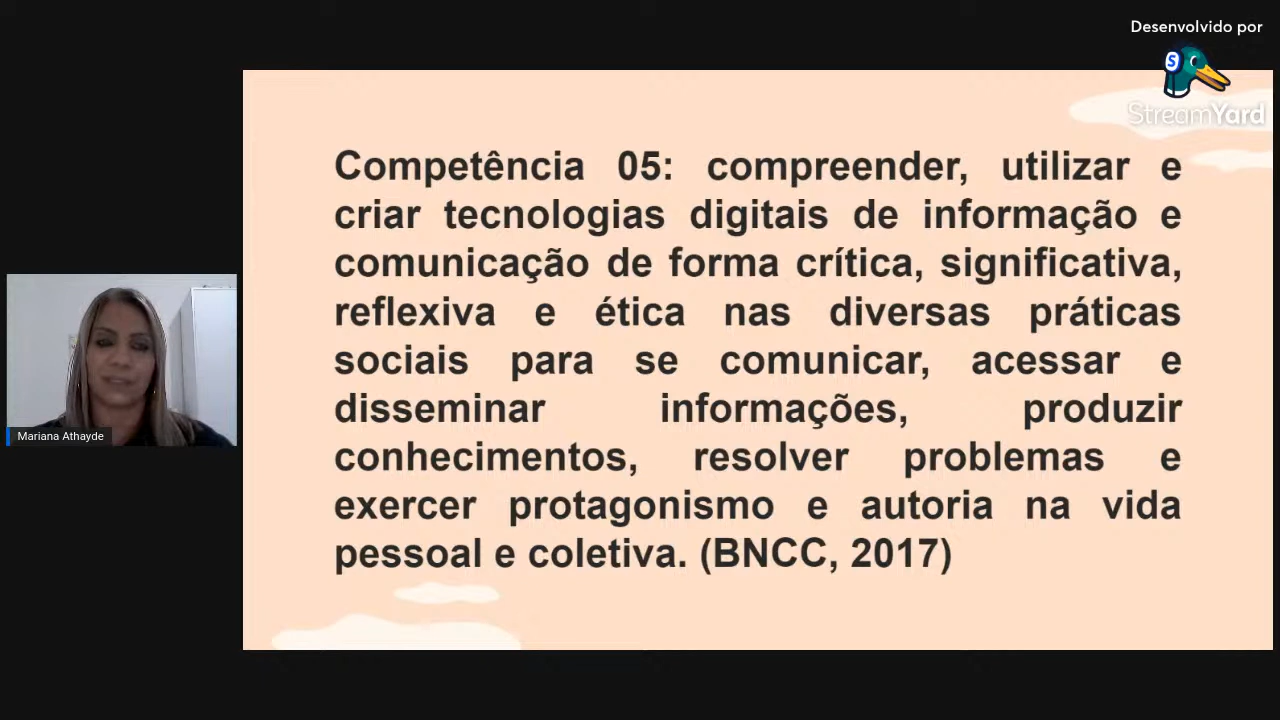 Desenvolvido por
S
StreamYard
Competência 05: compreender, utilizar e
criar tecnologias digitais de informação e
comunicação de forma crítica, significativa,
reflexiva e ética nas diversas práticas
sociais para se comunicar, acessar e
disseminar informações, produzir
conhecimentos, resolver problemas e
exercer protagonismo e autoria na vida
pessoal e coletiva. (BNCC, 2017)
Mariana Athayde